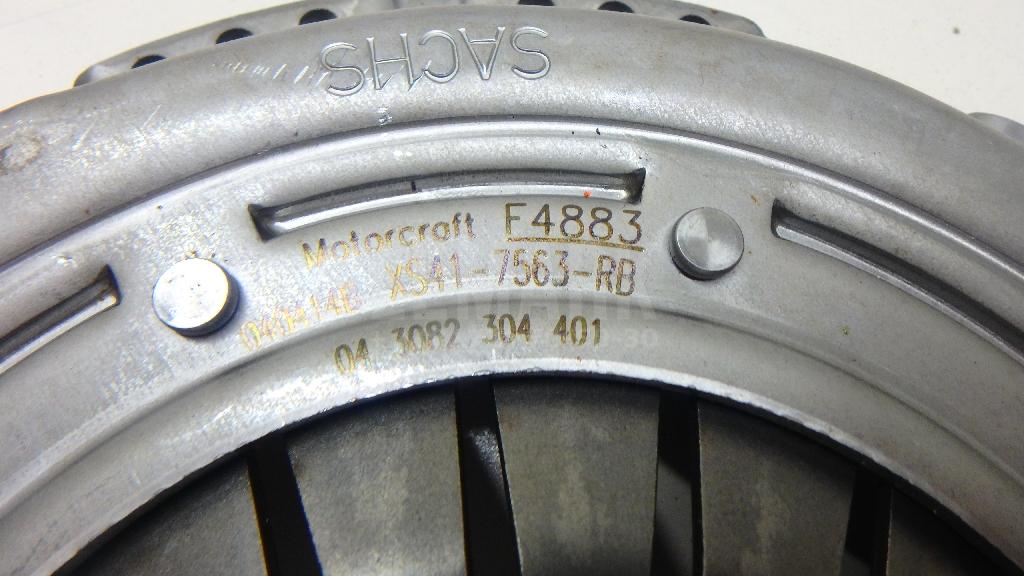 SACHS
Motorcraft F4883
XS41-7563-RB
04 3082 304 401